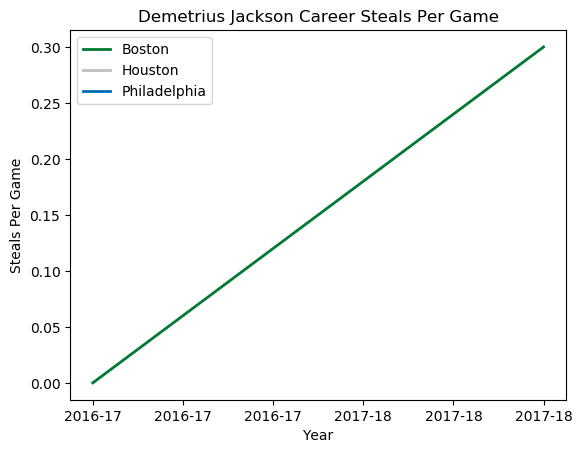 Demetrius Jackson Career Steals Per Game
Boston
Houston
Philadelphia
0.30
0.25
0.20
0.15
0.10
0.05
0.00
Steals Per Game
2016-17 2016-17 2016-17 2017-18 2017-18 2017-18
Year